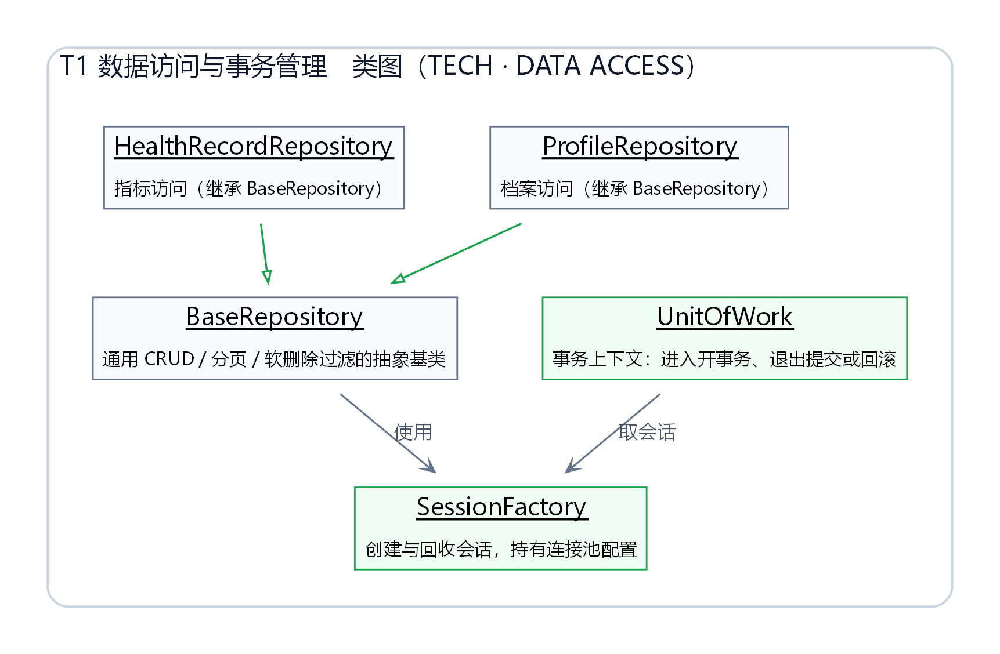 T1 数据访问与事务管理　类图（TECH · DATA ACCESS）
HealthRecordRepository
指标访问（继承 BaseRepository）
ProfileRepository
档案访问（继承 BaseRepository）
BaseRepository
通用 CRUD / 分页 / 软删除过滤的抽象基类
UnitOfWork
事务上下文：进入开事务、退出提交或回滚
使用
取会话
SessionFactory
创建与回收会话，持有连接池配置